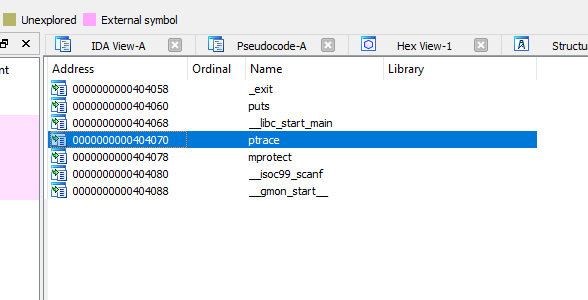 Unexplored External symbol
IDA View-A Pseudocode-A Hex View-1 Structu
nt
Address Ordinal Name Library
0000000000404058 _exit
0000000000404060 puts
0000000000404068 __libc_start_main
0000000000404070 ptrace
0000000000404078 mprotect
0000000000404080 __isoc99_scanf
0000000000404088 __gmon_start__